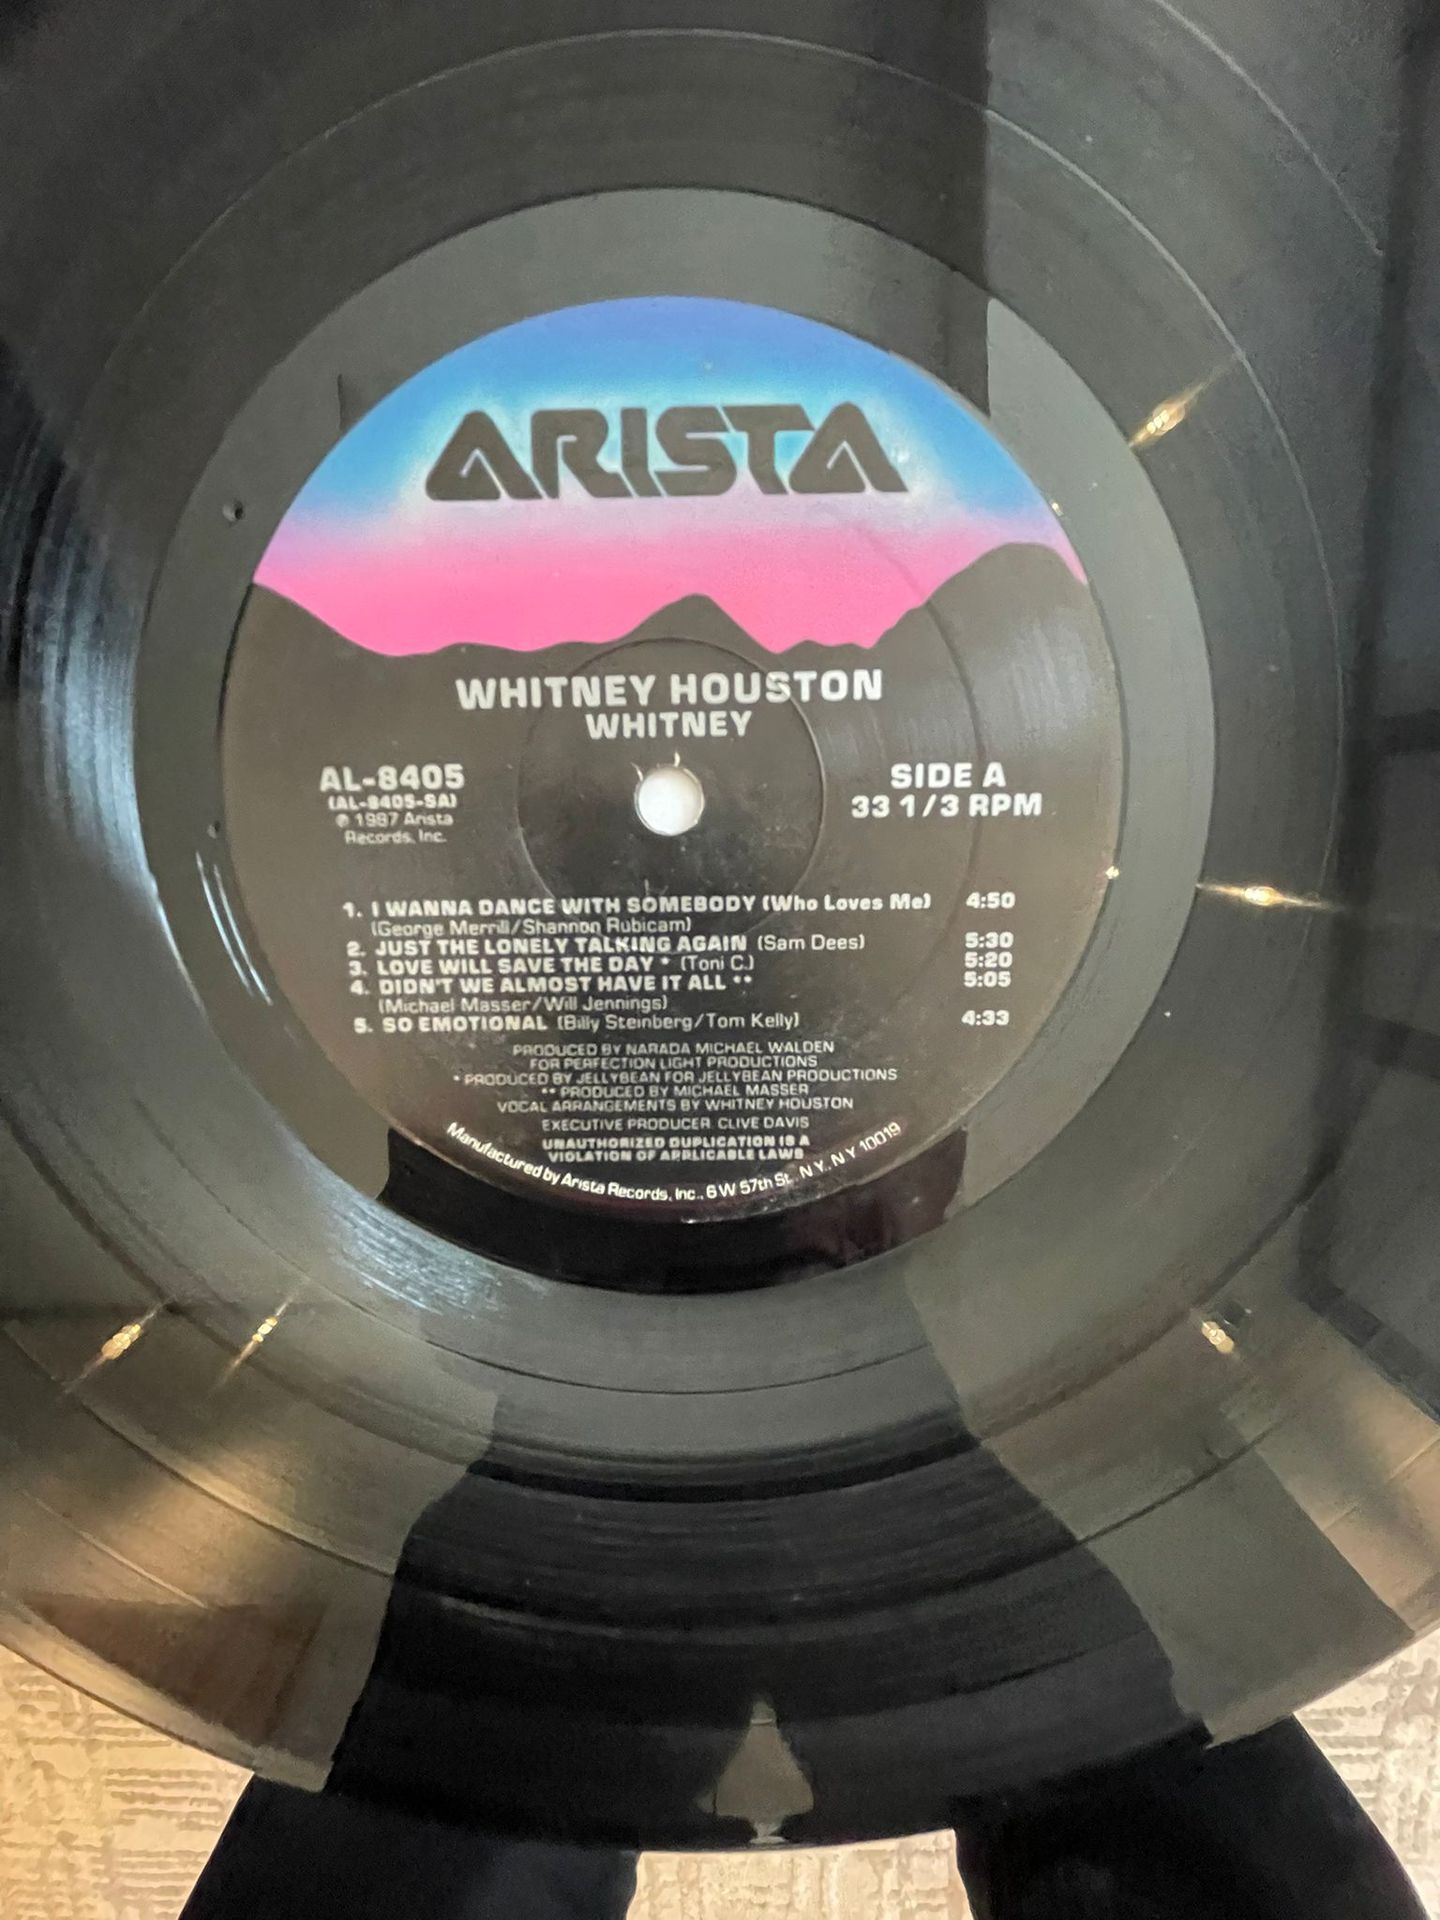 ARISTA
WHITNEY HOUSTON
WHITNEY
AL-8405
(AL-8405-SA)
℗ 1987 Arista
Records, Inc.
SIDE A
33 1/3 RPM
1. I WANNA DANCE WITH SOMEBODY (Who Loves Me) 4:50
(George Merrill/Shannon Rubicam)
2. JUST THE LONELY TALKING AGAIN (Sam Dees) 5:30
3. LOVE WILL SAVE THE DAY * (Toni C.) 5:20
4. DIDN'T WE ALMOST HAVE IT ALL ** 5:05
(Michael Masser/Will Jennings)
5. SO EMOTIONAL (Billy Steinberg/Tom Kelly) 4:33
PRODUCED BY NARADA MICHAEL WALDEN
FOR PERFECTION LIGHT PRODUCTIONS
* PRODUCED BY JELLYBEAN FOR JELLYBEAN PRODUCTIONS
** PRODUCED BY MICHAEL MASSER
VOCAL ARRANGEMENTS BY WHITNEY HOUSTON
EXECUTIVE PRODUCER: CLIVE DAVIS
UNAUTHORIZED DUPLICATION IS A
VIOLATION OF APPLICABLE LAWS
Manufactured by Arista Records, Inc., 6 W 57th St., N.Y., N.Y. 10019